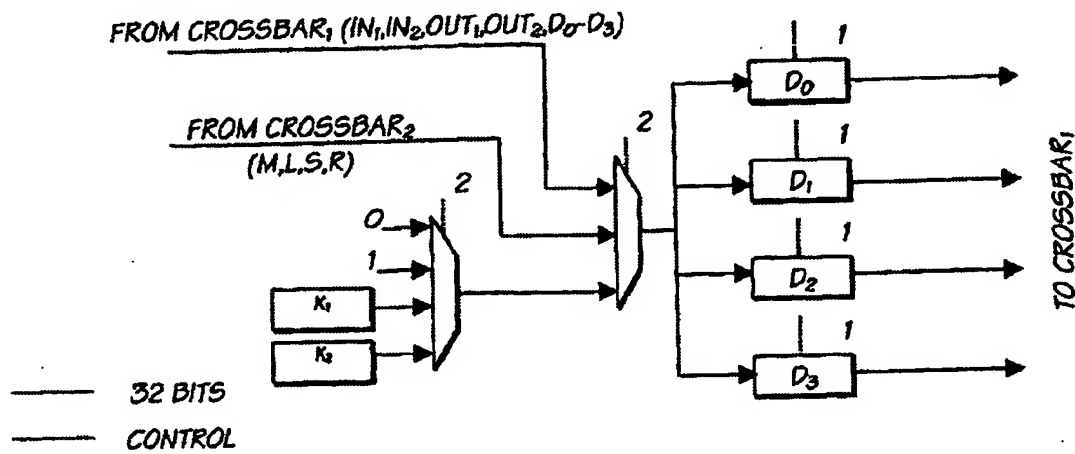 FROM CROSSBAR₁ (IN₁,IN₂,OUT₁,OUT₂,D₀-D₃)
1
D₀
FROM CROSSBAR₂
(M,L,S,R)
2
1
D₁
2
0
1
1
D₂
K₁
K₂
1
D₃
TO CROSSBAR₁
32 BITS
CONTROL